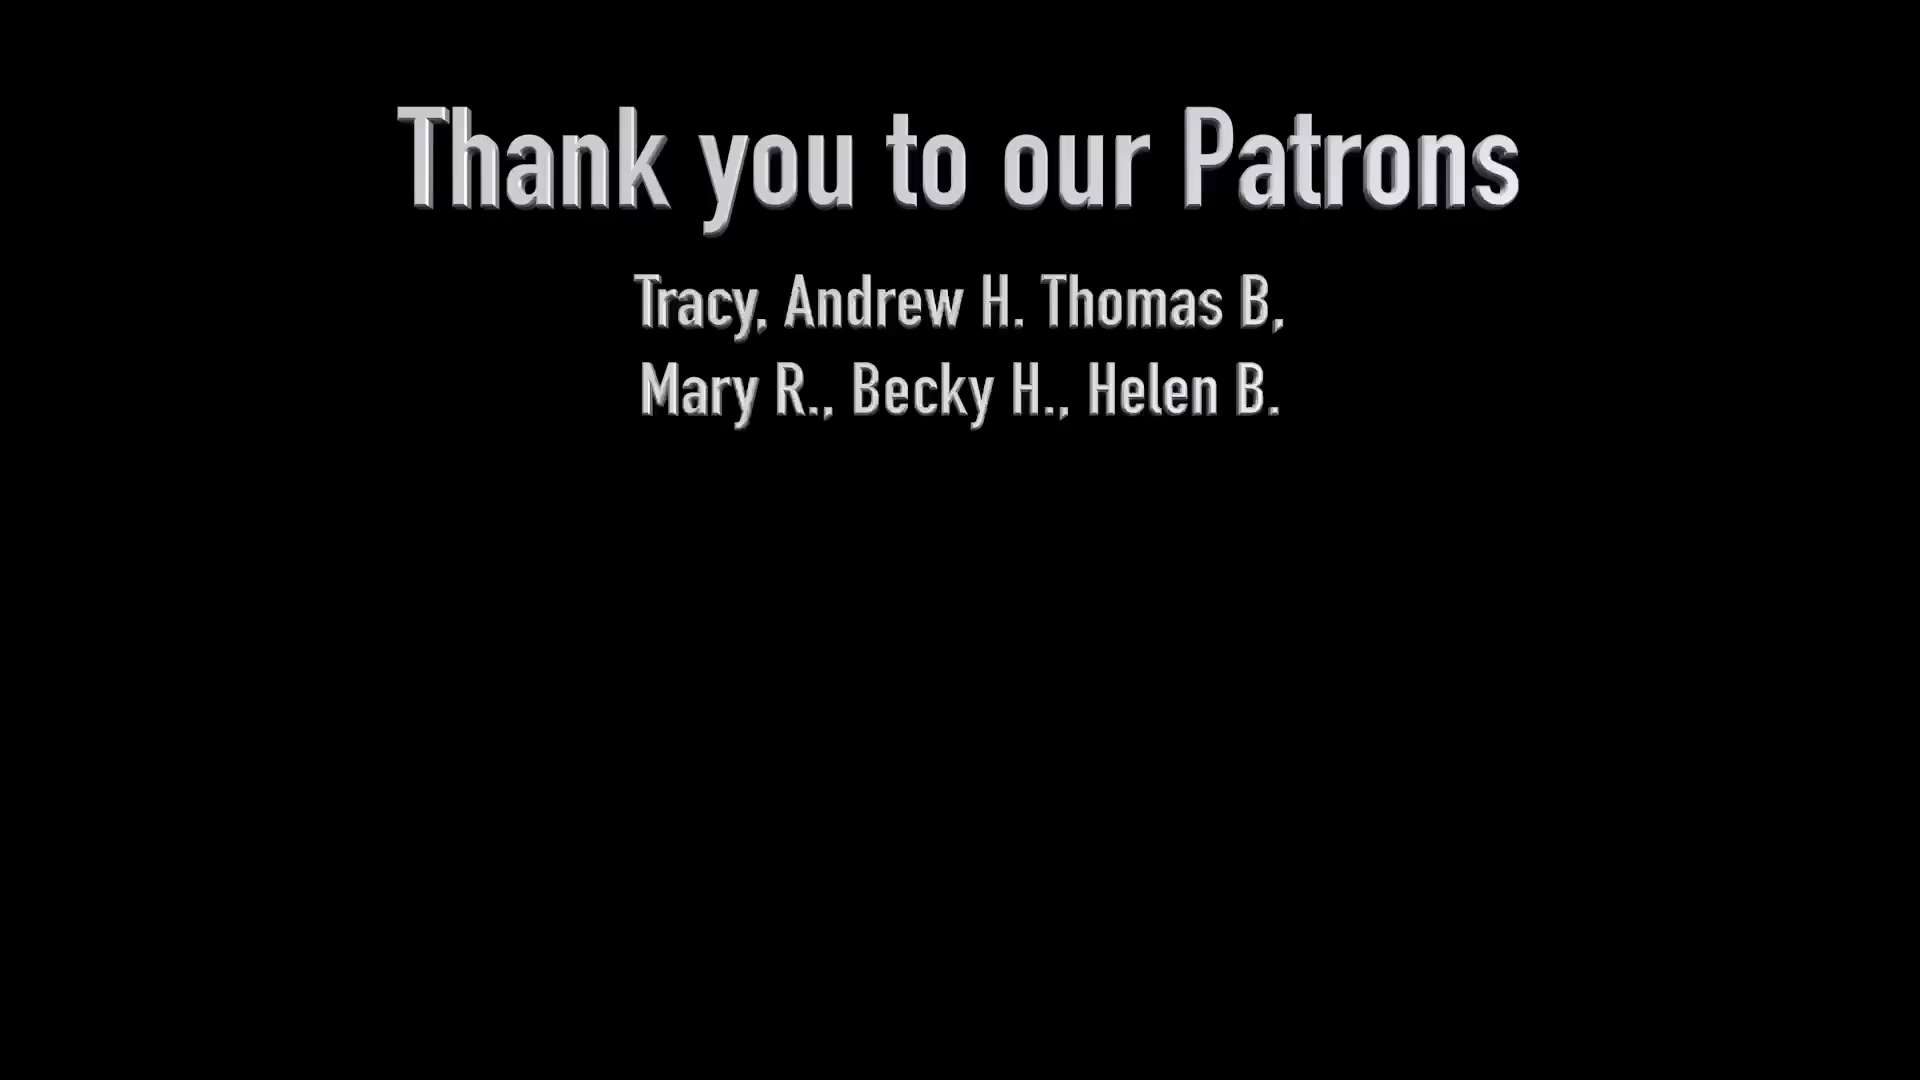 Thank you to our Patrons
Tracy, Andrew H. Thomas B,
Mary R., Becky H., Helen B.